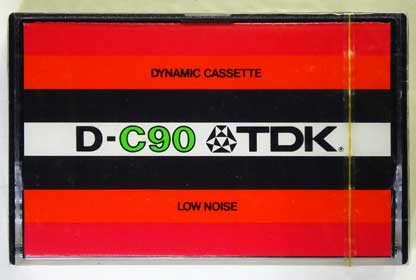 DYNAMIC CASSETTE
D-C90 TDK®
LOW NOISE